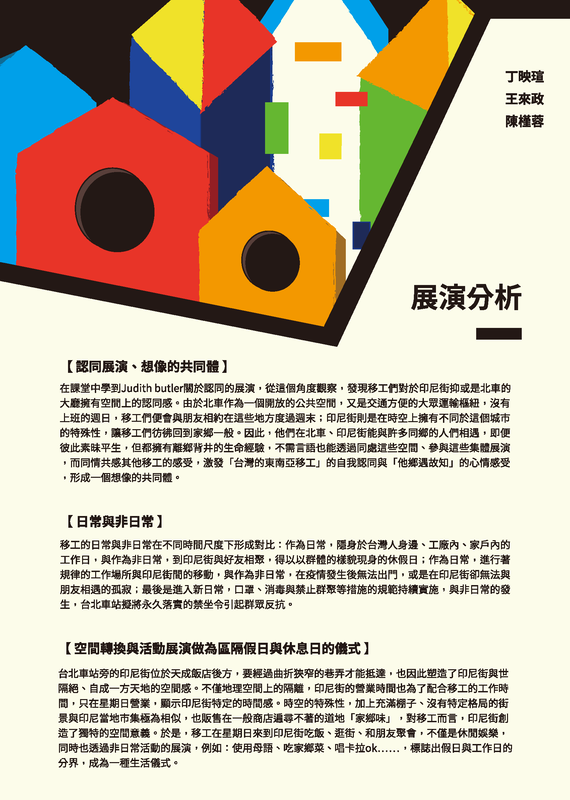 丁映瑄
王來政
陳槿蓉
展演分析
【 認同展演、想像的共同體 】
在課堂中學到Judith butler關於認同的展演，從這個角度觀察，發現移工們對於印尼街抑或是北車的
大廳擁有空間上的認同感。由於北車作為一個開放的公共空間，又是交通方便的大眾運輸樞紐，沒有
上班的週日，移工們便會與朋友相約在這些地方度過週末；印尼街則是在時空上擁有不同於這個城市
的特殊性，讓移工們彷彿回到家鄉一般。因此，他們在北車、印尼街能與許多同鄉的人們相遇，即便
彼此素昧平生，但都擁有離鄉背井的生命經驗，不需言語也能透過同處這些空間、參與這些集體展演
，而同情共感其他移工的感受，激發「台灣的東南亞移工」的自我認同與「他鄉遇故知」的心情感受
，形成一個想像的共同體。
【 日常與非日常 】
移工的日常與非日常在不同時間尺度下形成對比：作為日常，隱身於台灣人身邊、工廠內、家戶內的
工作日，與作為非日常，到印尼街與好友相聚，得以以群體的樣貌現身的休假日；作為日常，進行著
規律的工作場所與印尼街間的移動，與作為非日常，在疫情發生後無法出門，或是在印尼街卻無法與
朋友相遇的孤寂；最後是進入新日常，口罩、消毒與禁止群聚等措施的規範持續實施，與非日常的發
生，台北車站擬將永久落實的禁坐令引起群眾反抗。
【 空間轉換與活動展演做為區隔假日與休息日的儀式 】
台北車站旁的印尼街位於天成飯店後方，要經過曲折狹窄的巷弄才能抵達，也因此塑造了印尼街與世
隔絕、自成一方天地的空間感。不僅地理空間上的隔離，印尼街的營業時間也為了配合移工的工作時
間，只在星期日營業，顯示印尼街特定的時間感。時空的特殊性，加上充滿棚子、沒有特定格局的街
景與印尼當地市集極為相似，也販售在一般商店遍尋不著的道地「家鄉味」，對移工而言，印尼街創
造了獨特的空間意義。於是，移工在星期日來到印尼街吃飯、逛街、和朋友聚會，不僅是休閒娛樂，
同時也透過非日常活動的展演，例如：使用母語、吃家鄉菜、唱卡拉ok……，標誌出假日與工作日的
分界，成為一種生活儀式。